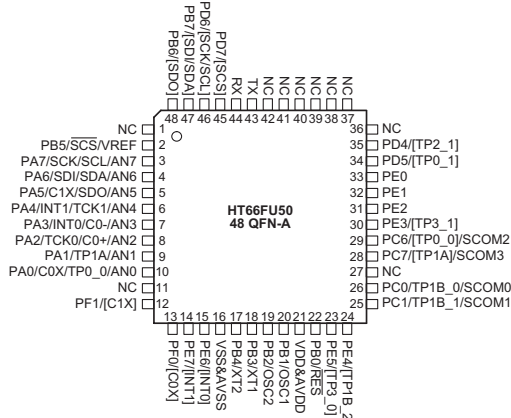 PB6/[SDO]
PB7/[SDI/SDA]
PD6/[SCK/SCL]
PD7/[SCS]
RX
TX
NC
NC
NC
NC
NC
NC
48 47 46 45 44 43 42 41 40 39 38 37
NC 1
PB5/SCS/VREF 2
PA7/SCK/SCL/AN7 3
PA6/SDI/SDA/AN6 4
PA5/C1X/SDO/AN5 5
PA4/INT1/TCK1/AN4 6
PA3/INT0/C0-/AN3 7
PA2/TCK0/C0+/AN2 8
PA1/TP1A/AN1 9
PA0/C0X/TP0_0/AN0 10
NC 11
PF1/[C1X] 12
HT66FU50
48 QFN-A
36 NC
35 PD4/[TP2_1]
34 PD5/[TP0_1]
33 PE0
32 PE1
31 PE2
30 PE3/[TP3_1]
29 PC6/[TP0_0]/SCOM2
28 PC7/[TP1A]/SCOM3
27 NC
26 PC0/TP1B_0/SCOM0
25 PC1/TP1B_1/SCOM1
13 14 15 16 17 18 19 20 21 22 23 24
PF0/[C0X]
PE7/[INT1]
PE6/[INT0]
VSS&AVSS
PB4/XT2
PB3/XT1
PB2/OSC2
PB1/OSC1
VDD&AVDD
PB0/RES
PE5/[TP3_0]
PE4/[TP1B_2